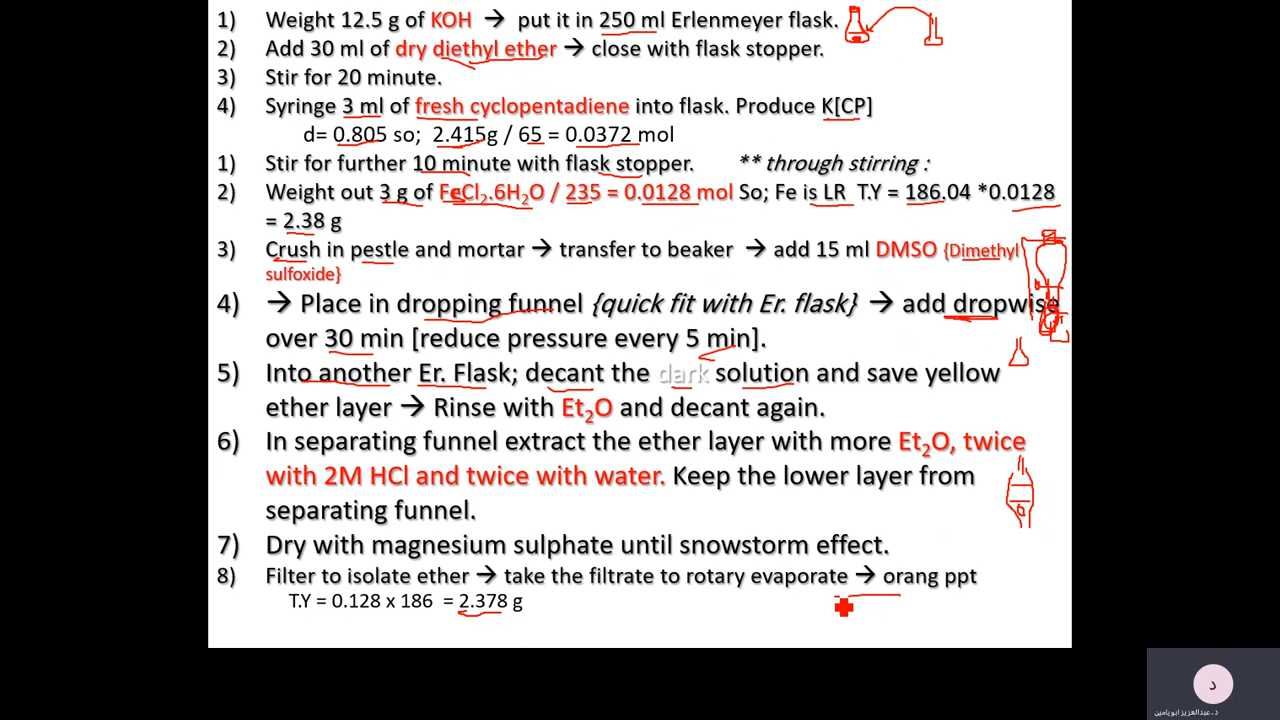 1) Weight 12.5 g of KOH → put it in 250 ml Erlenmeyer flask.
2) Add 30 ml of dry diethyl ether → close with flask stopper.
3) Stir for 20 minute.
4) Syringe 3 ml of fresh cyclopentadiene into flask. Produce K[CP]
d= 0.805 so; 2.415g / 65 = 0.0372 mol
1) Stir for further 10 minute with flask stopper. ** through stirring :
2) Weight out 3 g of FeCl2.6H2O / 235 = 0.0128 mol So; Fe is LR T.Y = 186.04 *0.0128
= 2.38 g
3) Crush in pestle and mortar → transfer to beaker → add 15 ml DMSO {Dimethyl
sulfoxide}
4) → Place in dropping funnel {quick fit with Er. flask} → add dropwise
over 30 min [reduce pressure every 5 min].
5) Into another Er. Flask; decant the dark solution and save yellow
ether layer → Rinse with Et2O and decant again.
6) In separating funnel extract the ether layer with more Et2O, twice
with 2M HCl and twice with water. Keep the lower layer from
separating funnel.
7) Dry with magnesium sulphate until snowstorm effect.
8) Filter to isolate ether → take the filtrate to rotary evaporate → orang ppt
T.Y = 0.128 x 186 = 2.378 g
د
د. عبدالعزيز ابويامين